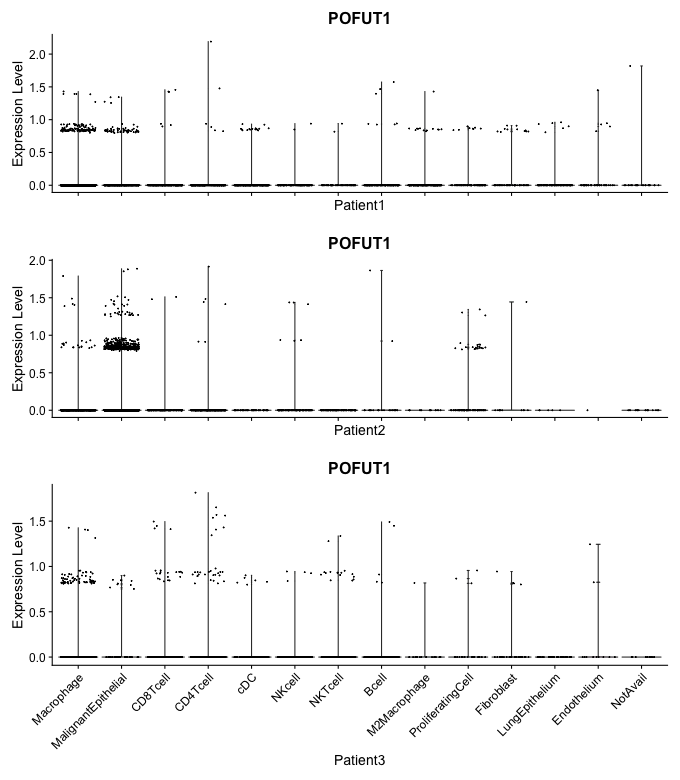 POFUT1
Expression Level
2.0
1.5
1.0
0.5
0.0
Patient1
POFUT1
Expression Level
2.0
1.5
1.0
0.5
0.0
Patient2
POFUT1
Expression Level
1.5
1.0
0.5
0.0
Macrophage
MalignantEpithelial
CD8Tcell
CD4Tcell
cDC
NKcell
NKTcell
Bcell
M2Macrophage
ProliferatingCell
Fibroblast
LungEpithelium
Endothelium
NotAvail
Patient3